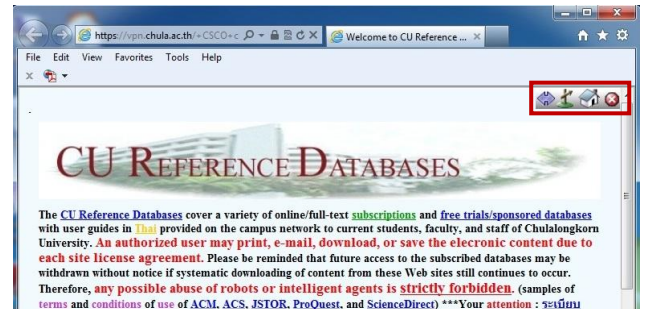 https://vpn.chula.ac.th/+CSCO+c
Welcome to CU Reference ...
File Edit View Favorites Tools Help
CU REFERENCE DATABASES
The CU Reference Databases cover a variety of online/full-text subscriptions and free trials/sponsored databases
with user guides in Thai provided on the campus network to current students, faculty, and staff of Chulalongkorn
University. An authorized user may print, e-mail, download, or save the elecronic content due to
each site license agreement. Please be reminded that future access to the subscribed databases may be
withdrawn without notice if systematic downloading of content from these Web sites still continues to occur.
Therefore, any possible abuse of robots or intelligent agents is strictly forbidden. (samples of
terms and conditions of use of ACM, ACS, JSTOR, ProQuest, and ScienceDirect) ***Your attention : ระเบียบ